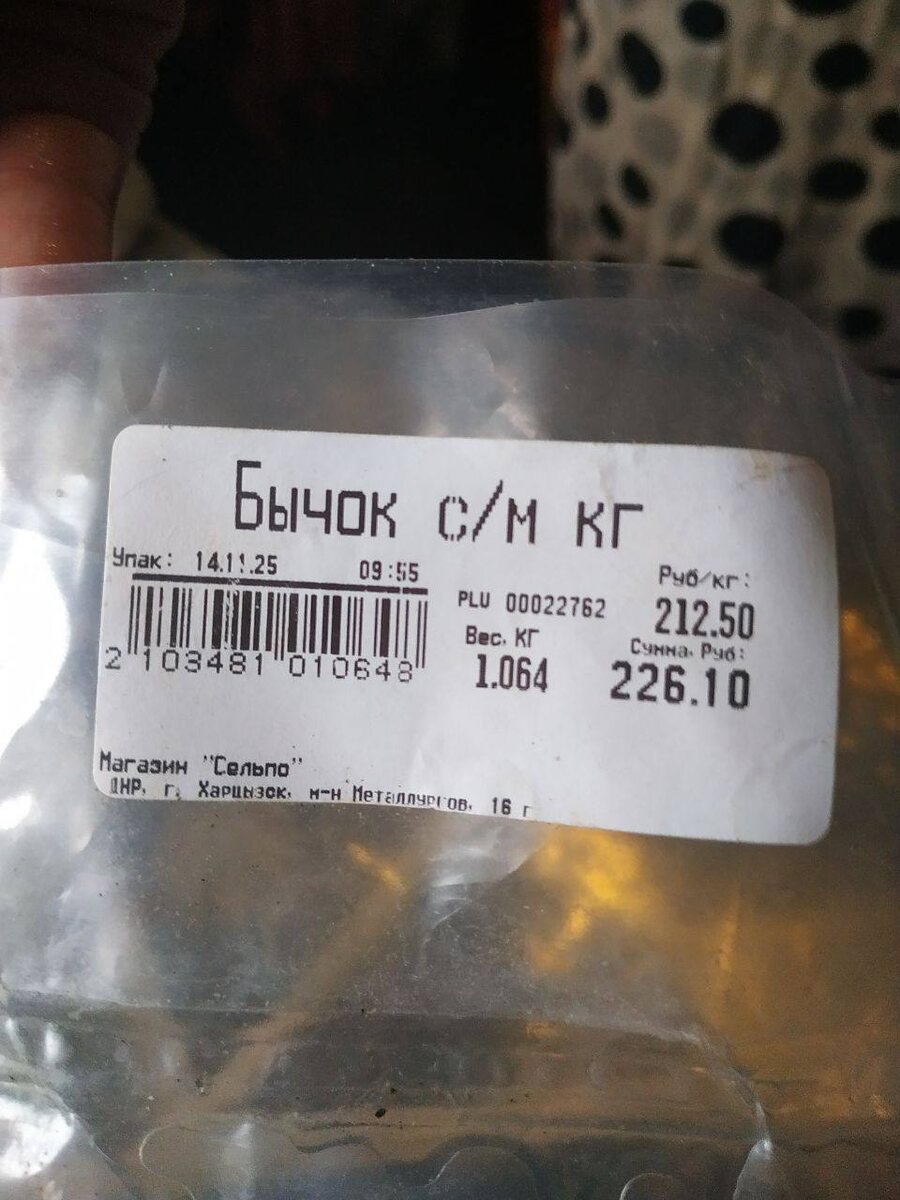 Бычок с/м кг
Упак: 14.11.25 09:55
Руб/кг:
PLU 00022762 212.50
Вес, КГ Сумма, Руб:
1.064 226.10
2 103481 010648
Магазин "Сельпо"
ДНР, г. Харцызск, м-н Металлургов, 16 г